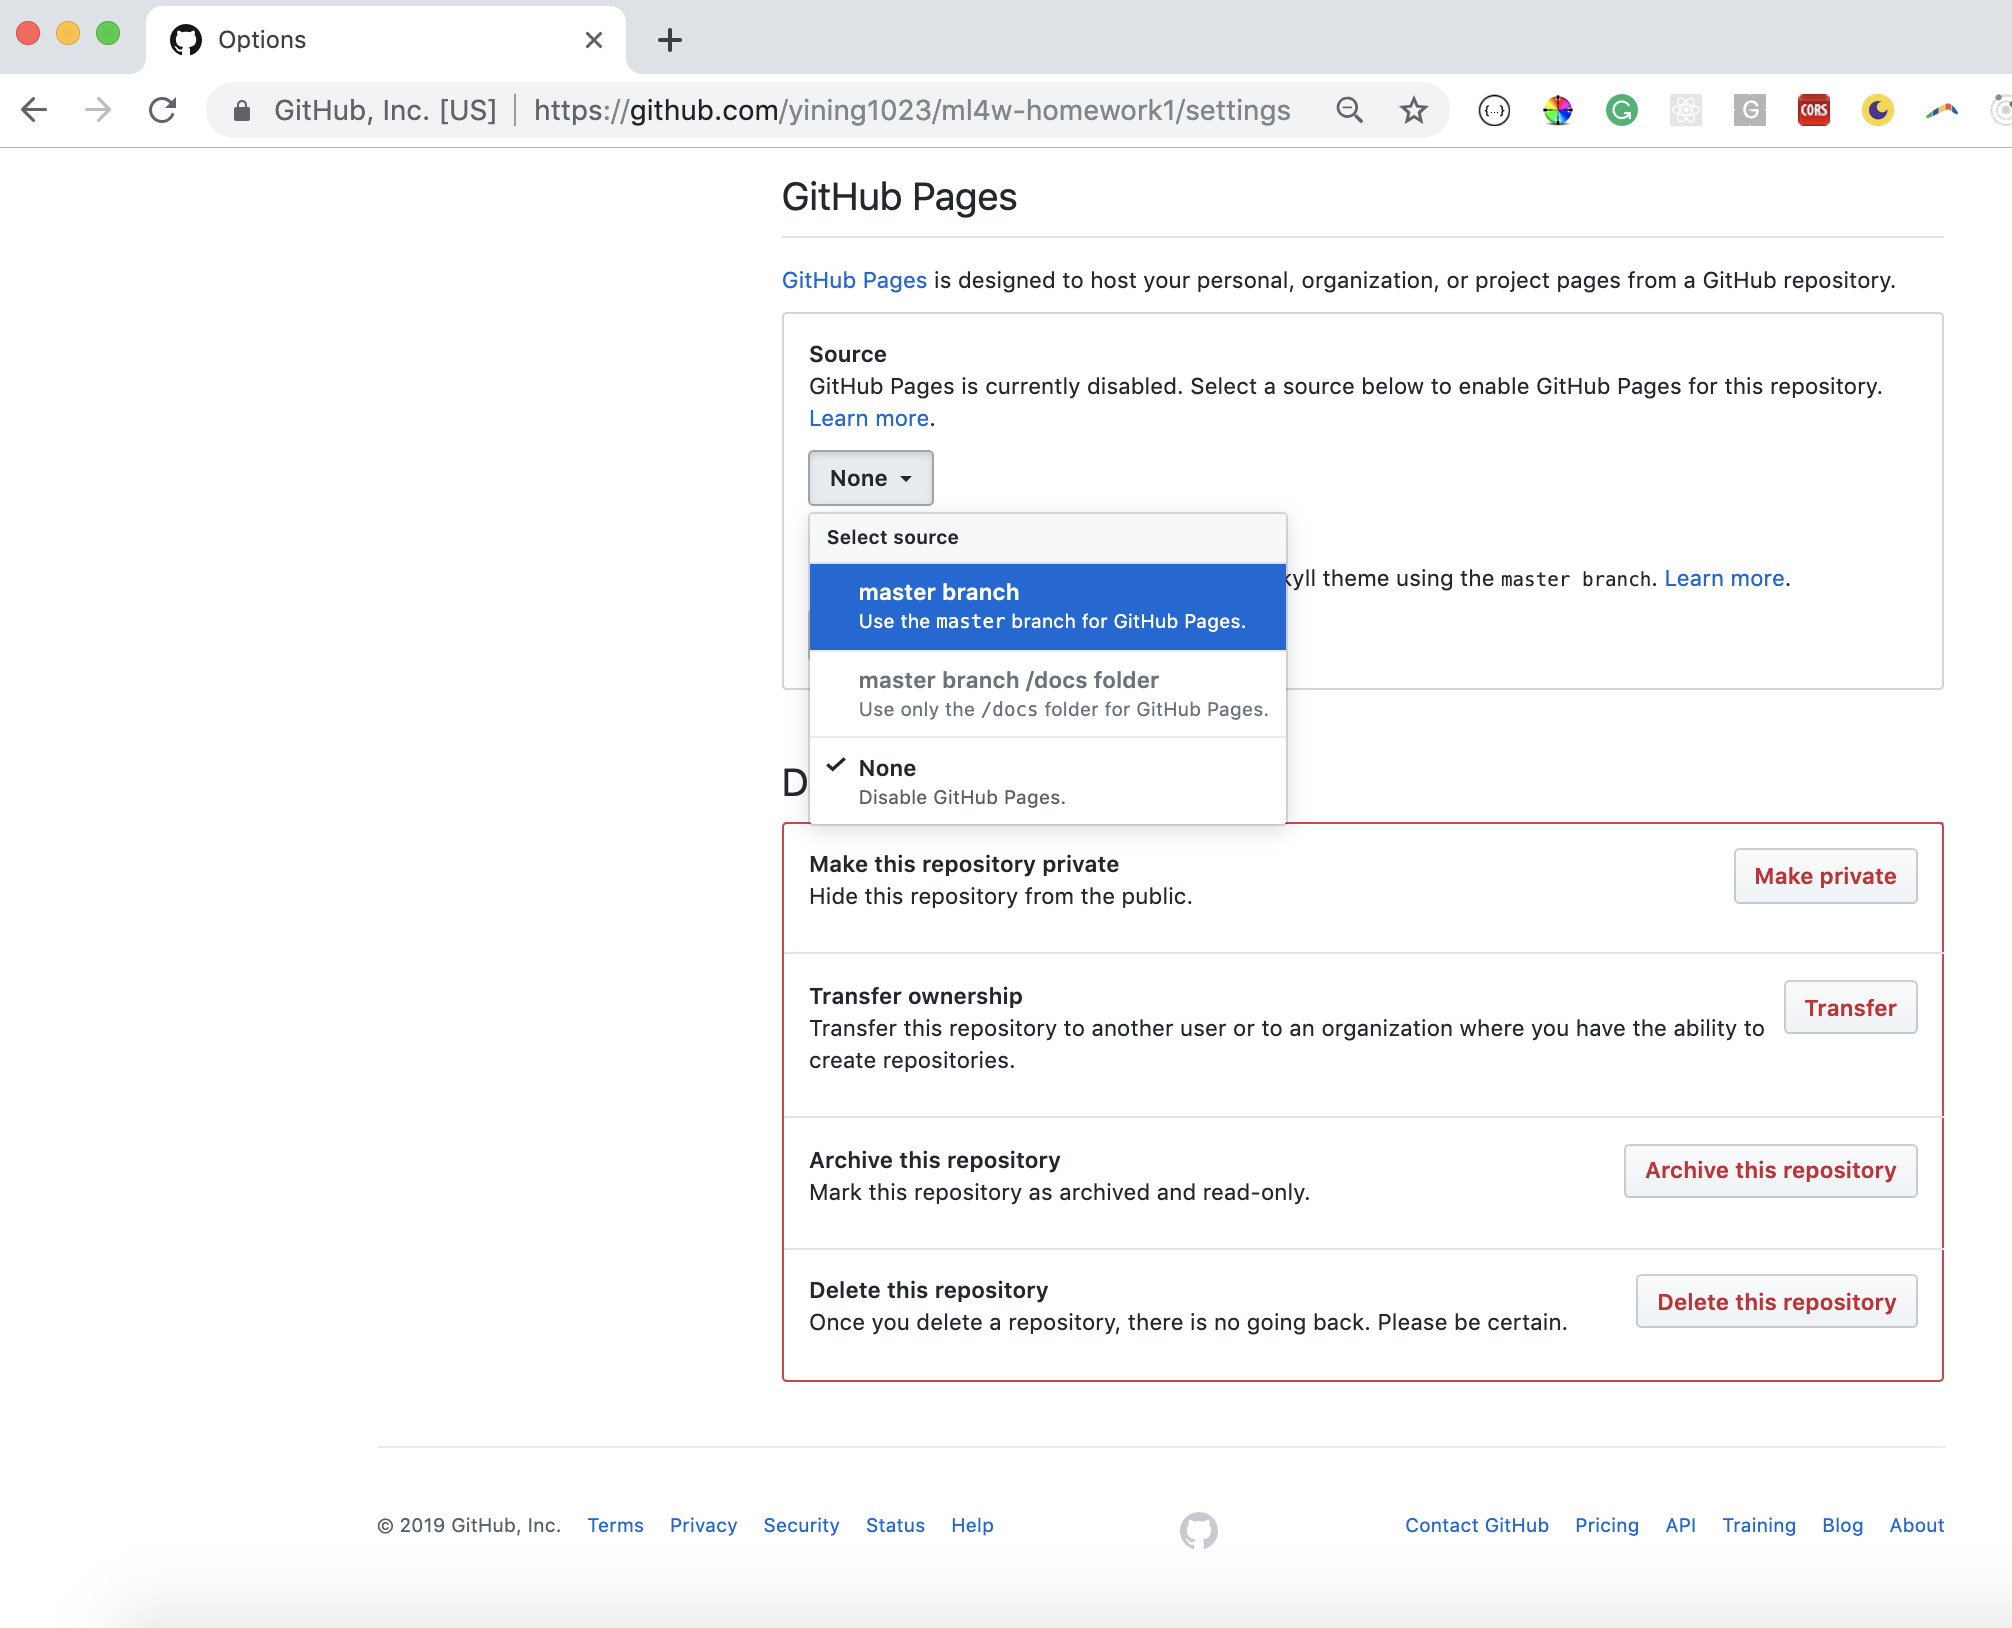 Options
GitHub, Inc. [US] https://github.com/yining1023/ml4w-homework1/settings
{...} G G CORS
GitHub Pages
GitHub Pages is designed to host your personal, organization, or project pages from a GitHub repository.
Source
GitHub Pages is currently disabled. Select a source below to enable GitHub Pages for this repository.
Learn more.
None
Select source
master branch
Use the master branch for GitHub Pages.
kyll theme using the master branch. Learn more.
master branch /docs folder
Use only the /docs folder for GitHub Pages.
None
Disable GitHub Pages.
D
Make this repository private
Hide this repository from the public.
Make private
Transfer ownership
Transfer this repository to another user or to an organization where you have the ability to
create repositories.
Transfer
Archive this repository
Mark this repository as archived and read-only.
Archive this repository
Delete this repository
Once you delete a repository, there is no going back. Please be certain.
Delete this repository
© 2019 GitHub, Inc. Terms Privacy Security Status Help
Contact GitHub Pricing API Training Blog About